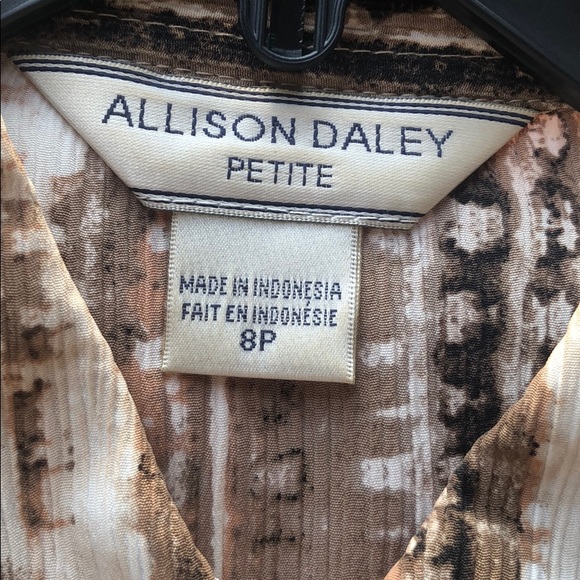 ALLISON DALEY
PETITE
MADE IN INDONESIA
FAIT EN INDONÉSIE
8P